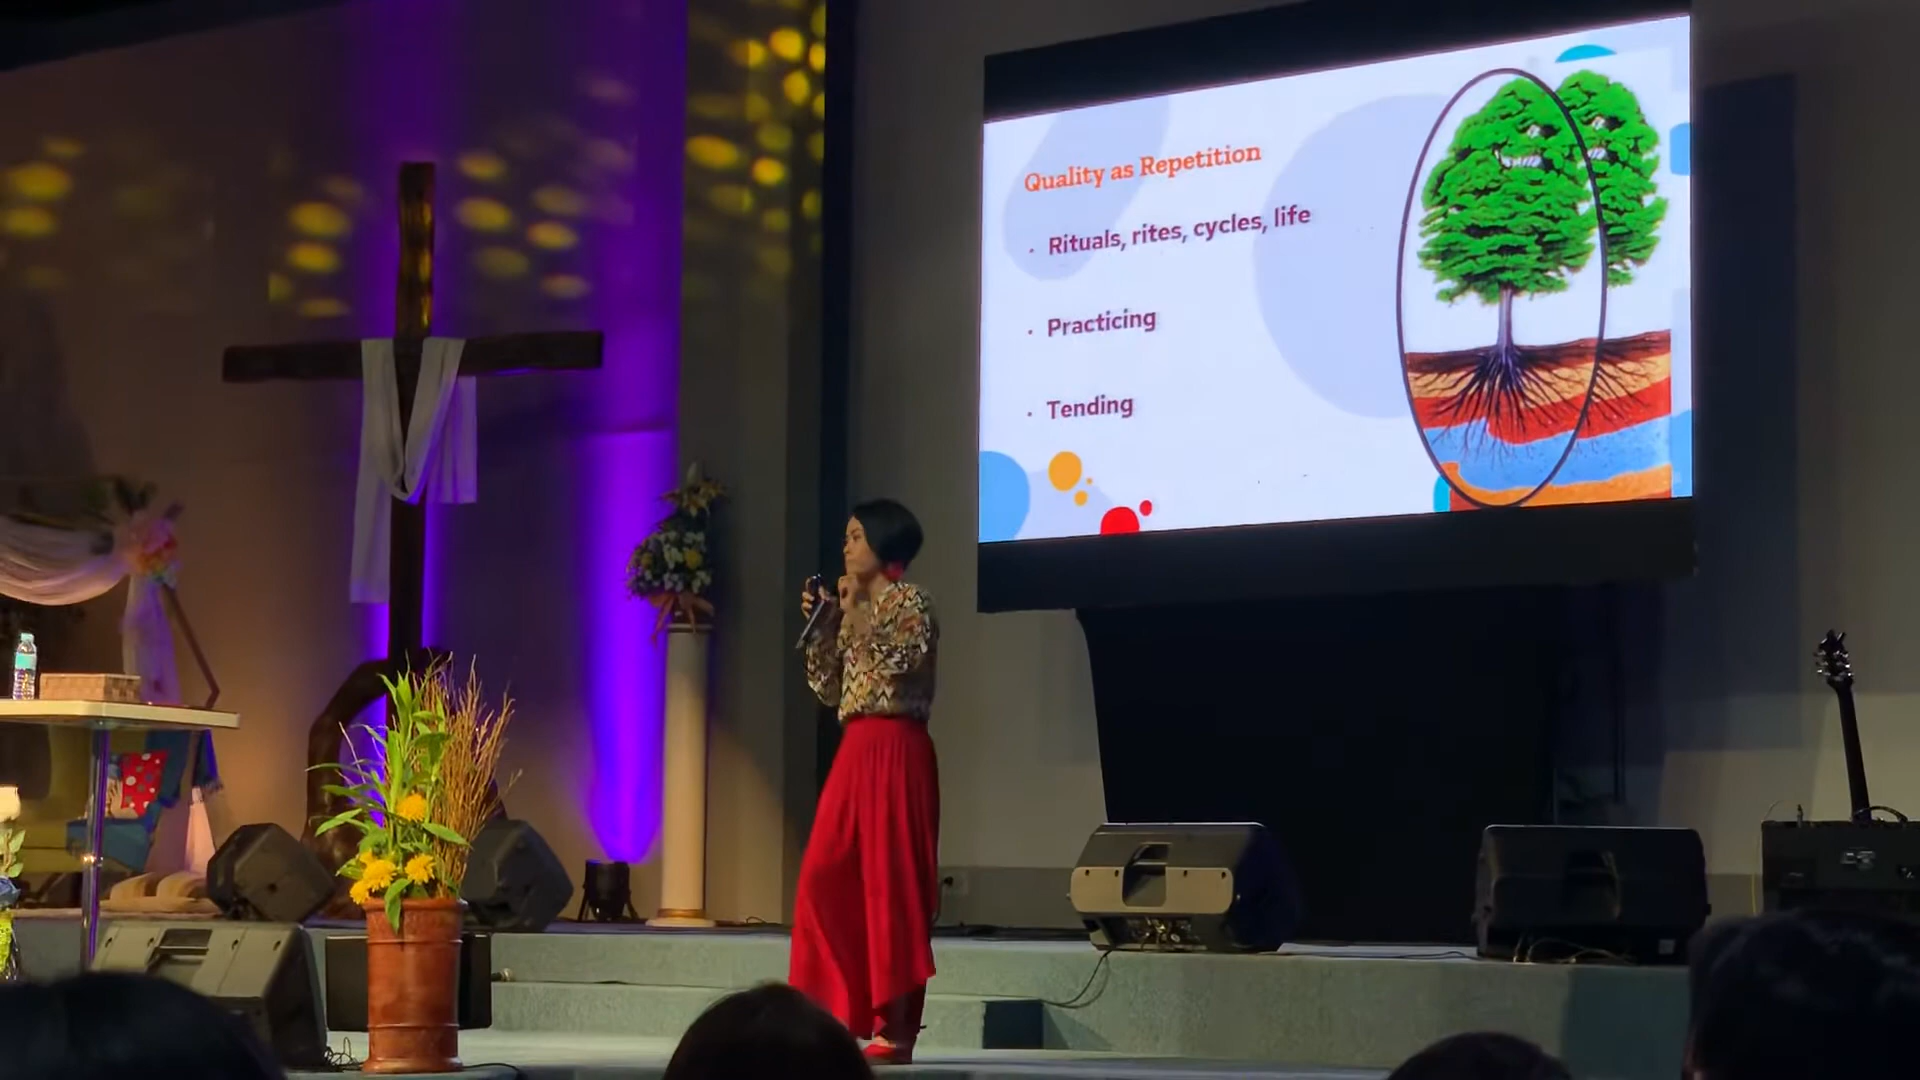 Quality as Repetition
· Rituals, rites, cycles, life
· Practicing
· Tending